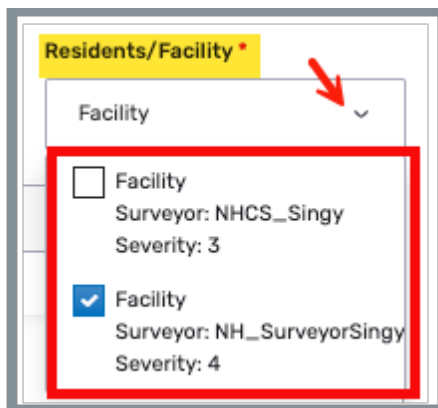 Residents/Facility *
Facility
Facility
Surveyor: NHCS_Singy
Severity: 3
Facility
Surveyor: NH_SurveyorSingy
Severity: 4